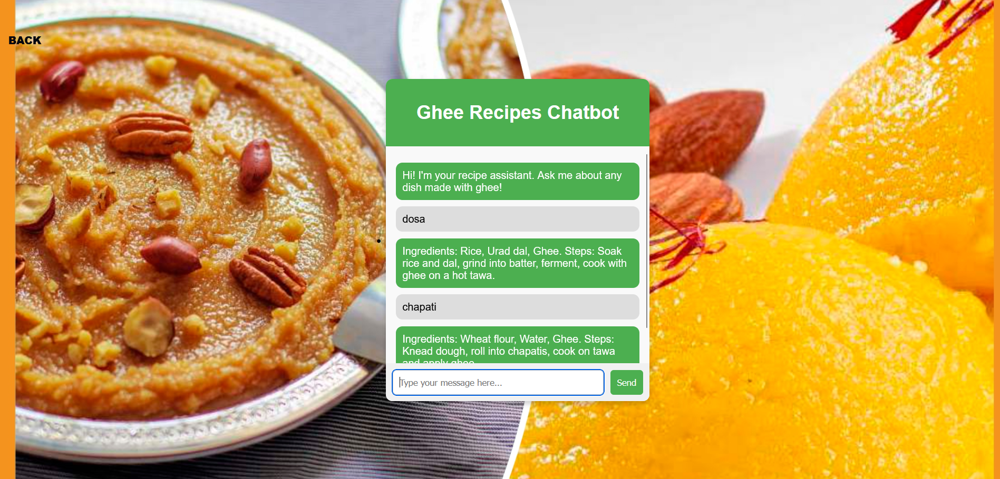 BACK
Ghee Recipes Chatbot
Hi! I'm your recipe assistant. Ask me about any
dish made with ghee!
dosa
Ingredients: Rice, Urad dal, Ghee. Steps: Soak
rice and dal, grind into batter, ferment, cook with
ghee on a hot tawa.
chapati
Ingredients: Wheat flour, Water, Ghee. Steps:
Knead dough, roll into chapatis, cook on tawa
and apply ghee.
Type your message here...
Send